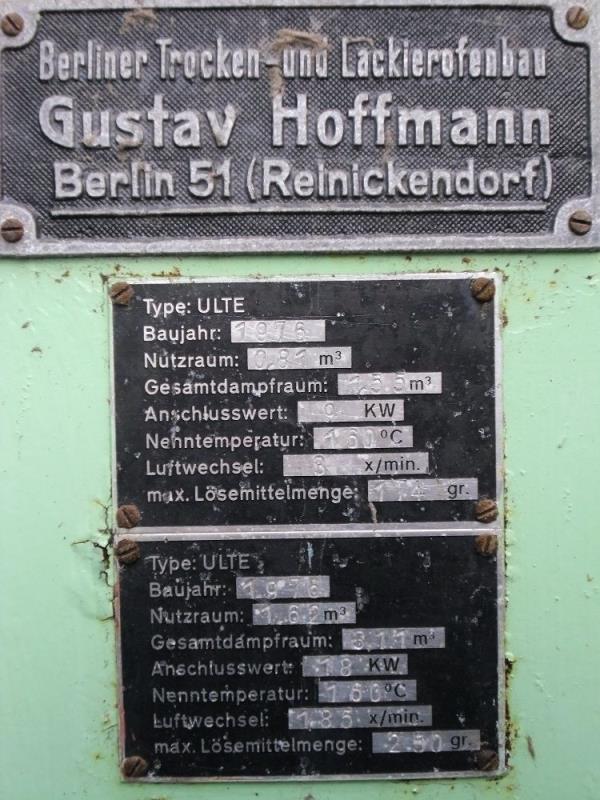 Berliner Trocken-und Lackierofenbau
Gustav Hoffmann
Berlin 51 (Reinickendorf)
Type: ULTE
Baujahr: 1976
Nutzraum: 0,81 m³
Gesamtdampfraum: 1,55 m³
Anschlusswert: 9 KW
Nenntemperatur: 160 °C
Luftwechsel: 3 x/min.
max. Lösemittelmenge: 174 gr.
Type: ULTE
Baujahr: 1976
Nutzraum: 1,62 m³
Gesamtdampfraum: 3,11 m³
Anschlusswert: 18 KW
Nenntemperatur: 160 °C
Luftwechsel: 1,85 x/min.
max. Lösemittelmenge: 250 gr.